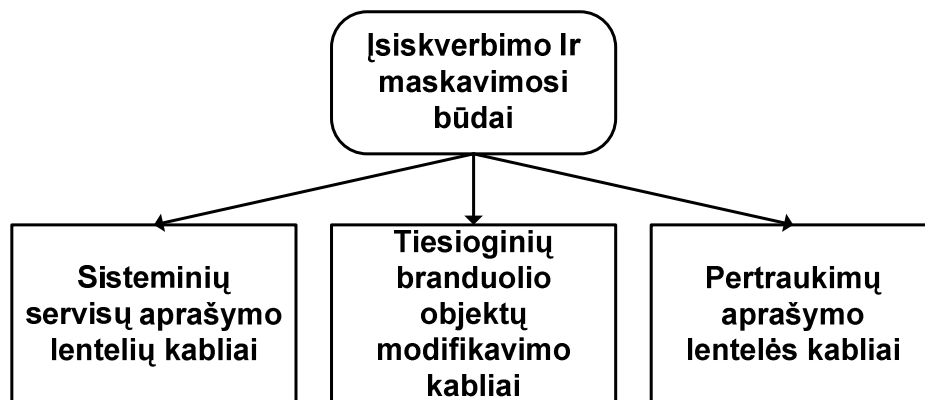 Įsiskverbimo Ir
maskavimosi
būdai
Sisteminių
servisų aprašymo
lentelių kabliai
Tiesioginių
branduolio
objektų
modifikavimo
kabliai
Pertraukimų
aprašymo
lentelės kabliai